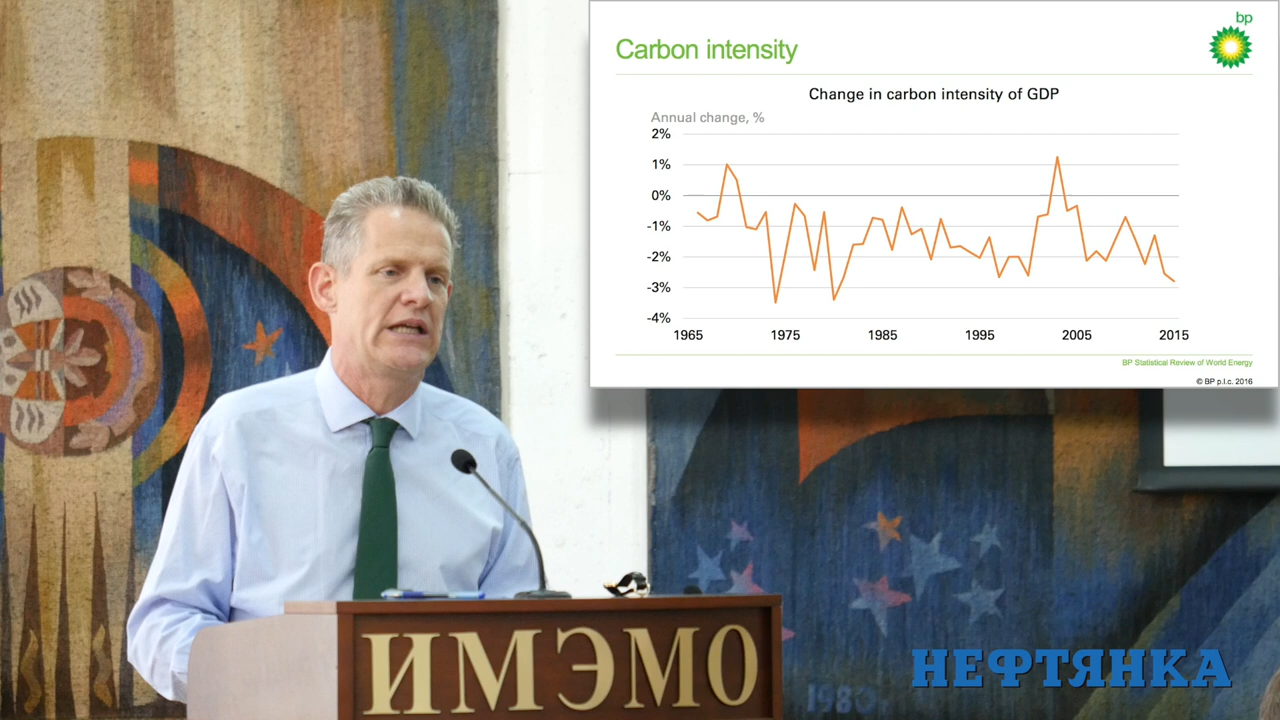 bp
Carbon intensity
Change in carbon intensity of GDP
Annual change, %
2%
1%
0%
-1%
-2%
-3%
-4%
1965 1975 1985 1995 2005 2015
BP Statistical Review of World Energy
© BP p.l.c. 2016
ИМЭМО
1980
НЕФТЯНКА